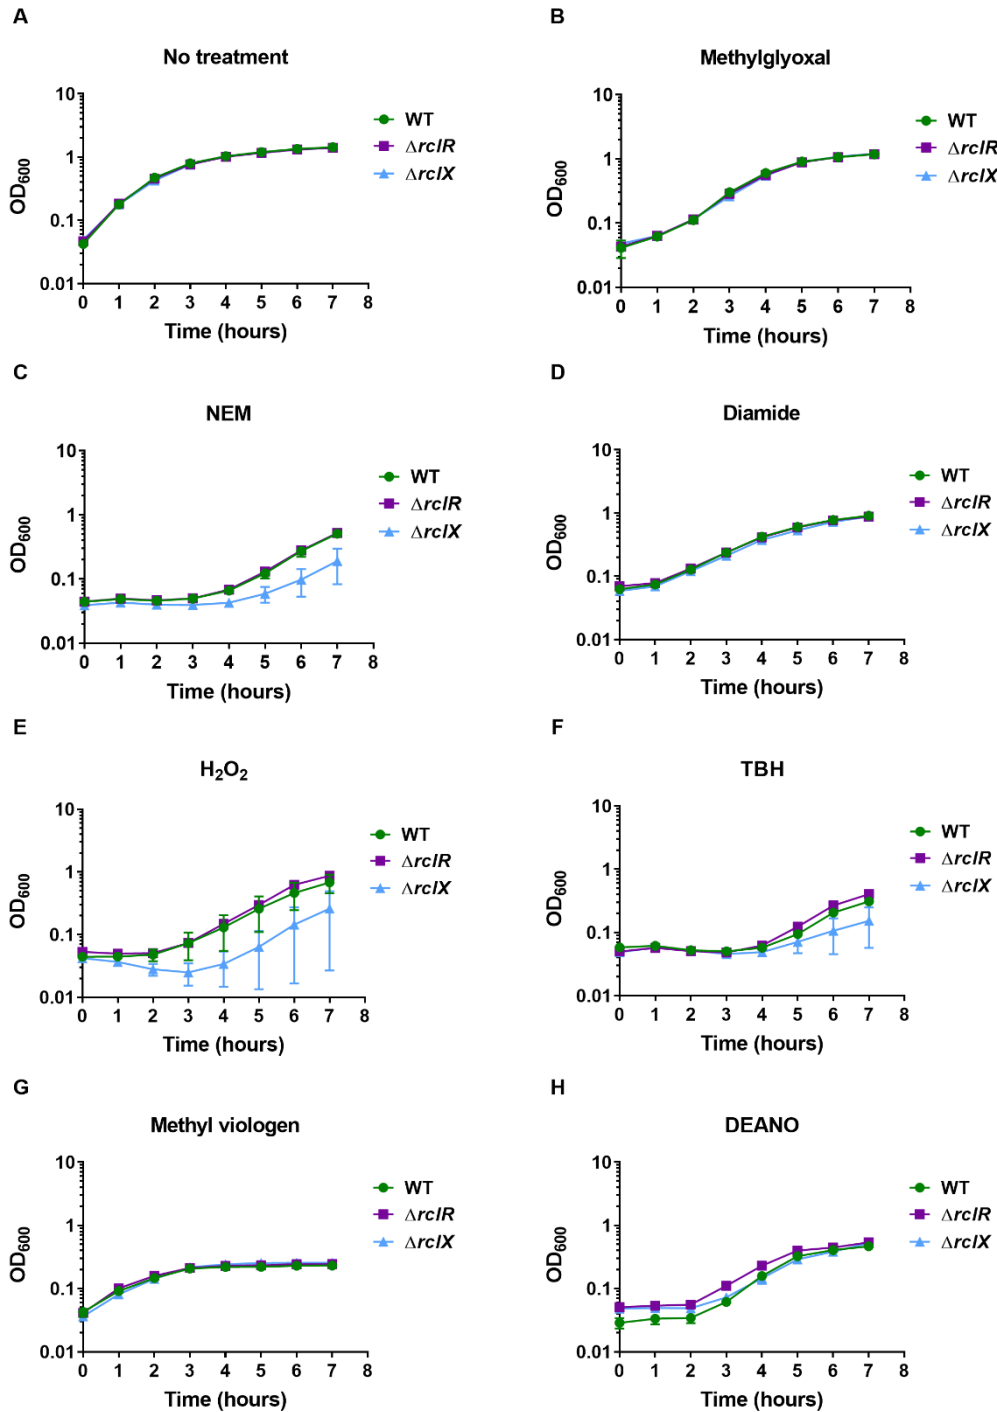 A
No treatment
10
1
0.1
0.01
OD600
0 1 2 3 4 5 6 7 8
Time (hours)
WT
ΔrclR
ΔrclX
B
Methylglyoxal
10
1
0.1
0.01
OD600
0 1 2 3 4 5 6 7 8
Time (hours)
WT
ΔrclR
ΔrclX
C
NEM
10
1
0.1
0.01
OD600
0 1 2 3 4 5 6 7 8
Time (hours)
WT
ΔrclR
ΔrclX
D
Diamide
10
1
0.1
0.01
OD600
0 1 2 3 4 5 6 7 8
Time (hours)
WT
ΔrclR
ΔrclX
E
H2O2
10
1
0.1
0.01
OD600
0 1 2 3 4 5 6 7 8
Time (hours)
WT
ΔrclR
ΔrclX
F
TBH
10
1
0.1
0.01
OD600
0 1 2 3 4 5 6 7 8
Time (hours)
WT
ΔrclR
ΔrclX
G
Methyl viologen
10
1
0.1
0.01
OD600
0 1 2 3 4 5 6 7 8
Time (hours)
WT
ΔrclR
ΔrclX
H
DEANO
10
1
0.1
0.01
OD600
0 1 2 3 4 5 6 7 8
Time (hours)
WT
ΔrclR
ΔrclX